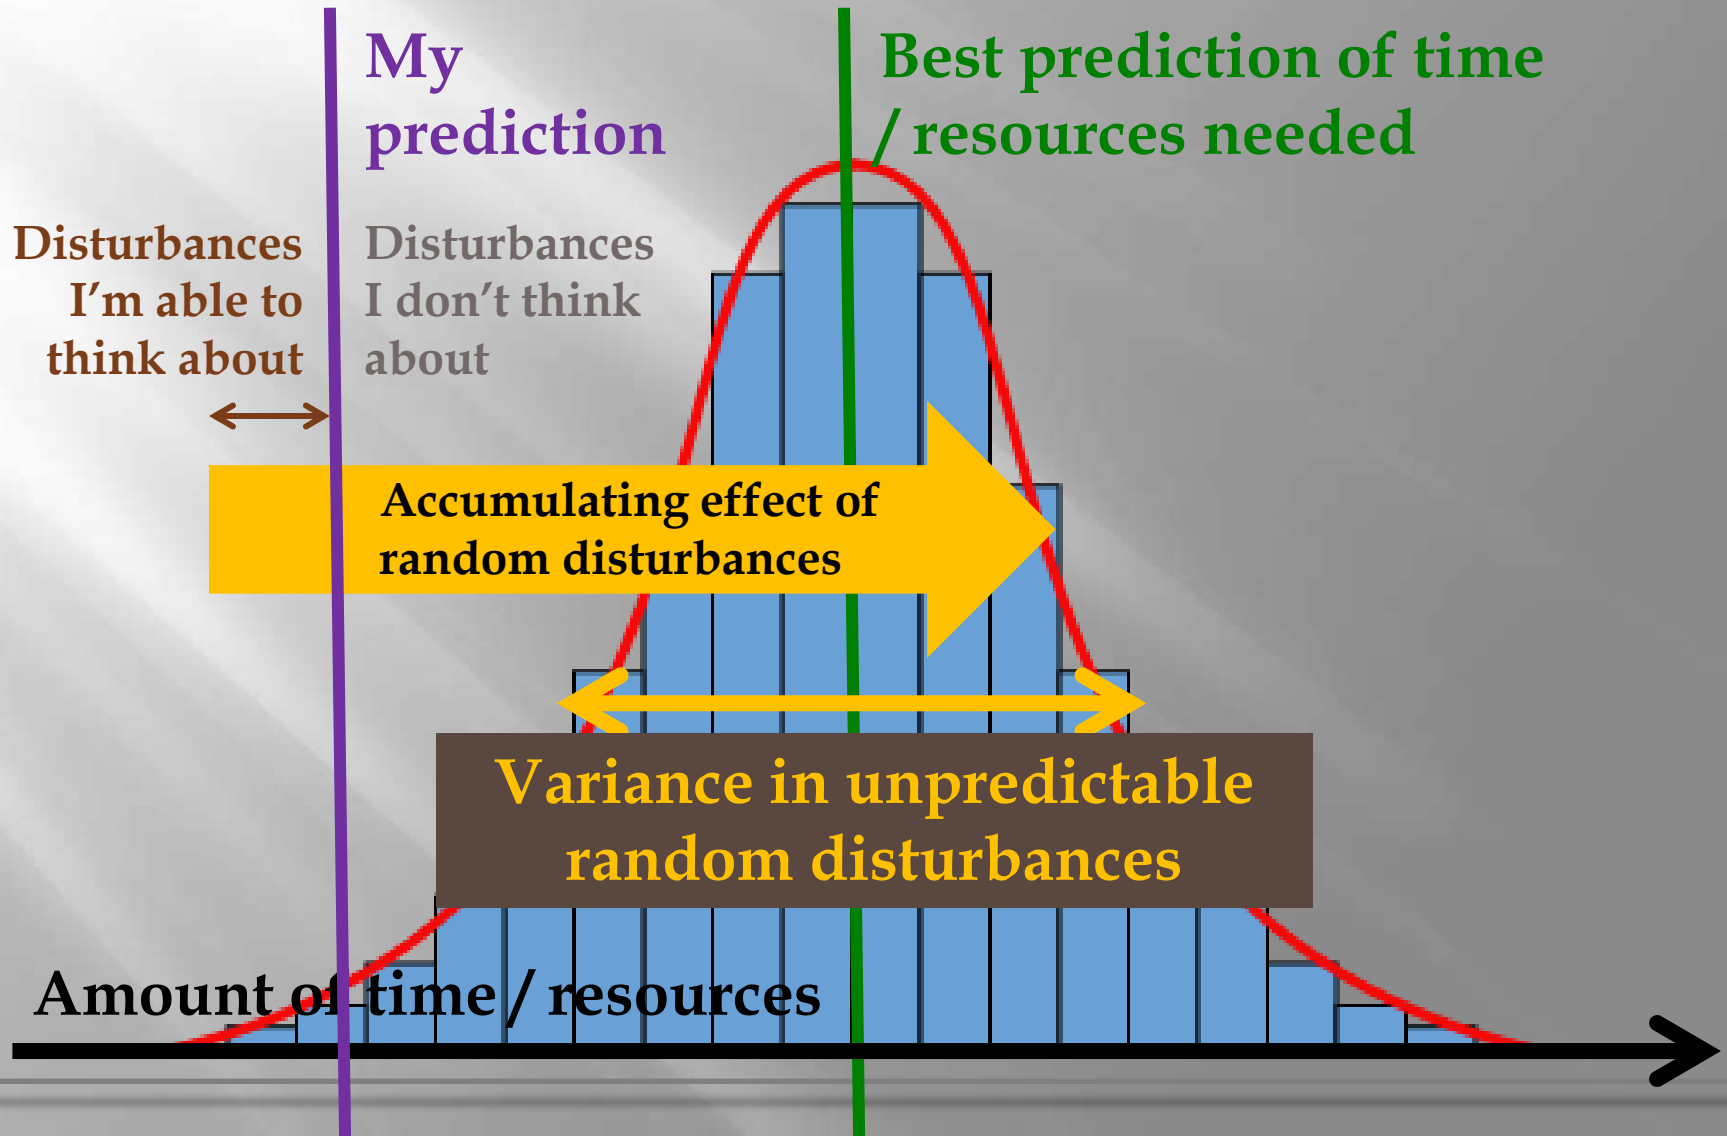 My
prediction
Best prediction of time
/ resources needed
Disturbances
I’m able to
think about
Disturbances
I don’t think
about
Accumulating effect of
random disturbances
Variance in unpredictable
random disturbances
Amount of time / resources